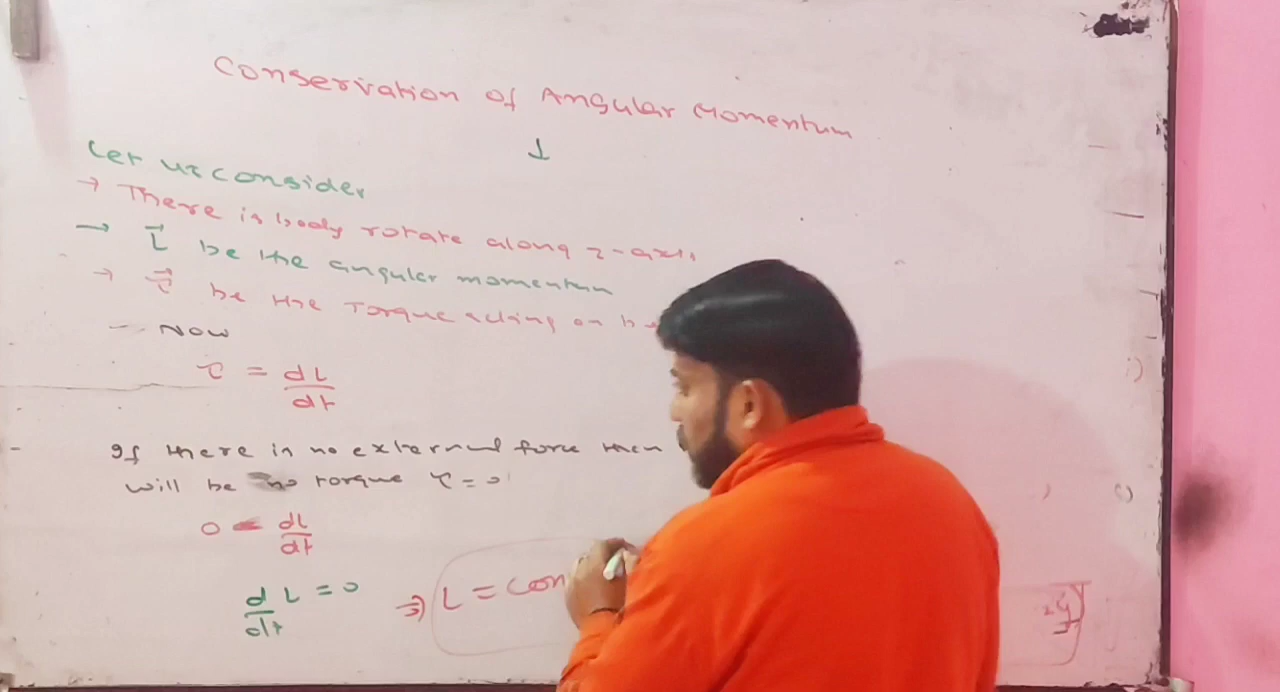 Conservation of Angular Momentum
↓
Let us consider
→ There is body rotate along z-axis
→ L⃗ be the angular momentum
→ τ⃗ be the Torque acting on
- Now
τ = dL/dt
If there is no external force then
will be no torque τ = 0
0 = dL/dt
d/dt L = 0 ⇒ L = con